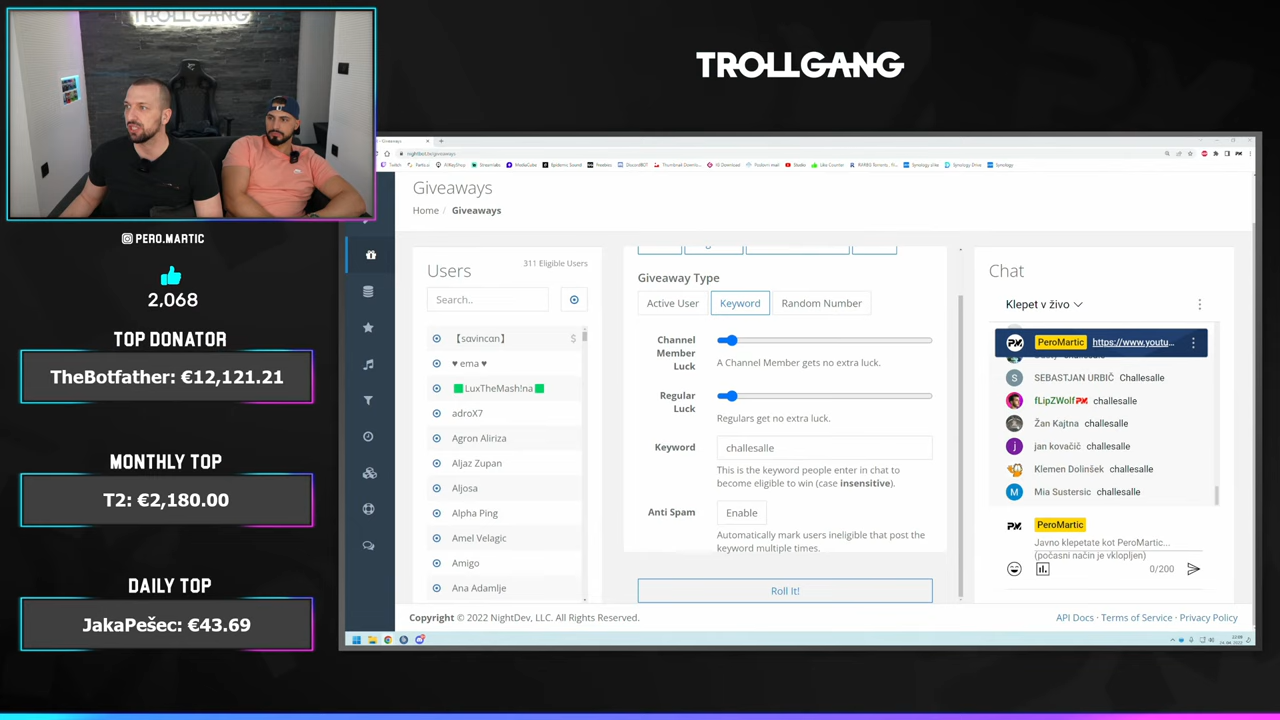 TROLLGANG
TROLLGANG
PERO.MARTIC
2,068
TOP DONATOR
TheBotfather: €12,121.21
MONTHLY TOP
T2: €2,180.00
DAILY TOP
JakaPešec: €43.69
Giveaways
Home / Giveaways
Users
311 Eligible Users
Search..
【sαvincαn】 $
♥ ema ♥
🟩LuxTheMash!na🟩
adroX7
Agron Aliriza
Aljaz Zupan
Aljosa
Alpha Ping
Amel Velagic
Amigo
Ana Adamlje
Giveaway Type
Active User
Keyword
Random Number
Channel Member Luck
A Channel Member gets no extra luck.
Regular Luck
Regulars get no extra luck.
Keyword
challesalle
This is the keyword people enter in chat to
become eligible to win (case insensitive).
Anti Spam
Enable
Automatically mark users ineligible that post the
keyword multiple times.
Roll It!
Chat
Klepet v živo
PM PeroMartic https://www.youtu...
S SEBASTJAN URBIČ Challesalle
fLipZWolf PM challesalle
Žan Kajtna challesalle
j jan kovačič challesalle
Klemen Dolinšek challesalle
M Mia Sustersic challesalle
PM PeroMartic
Javno klepetate kot PeroMartic...
(počasni način je vklopljen)
0/200
Copyright © 2022 NightDev, LLC. All Rights Reserved.
API Docs · Terms of Service · Privacy Policy